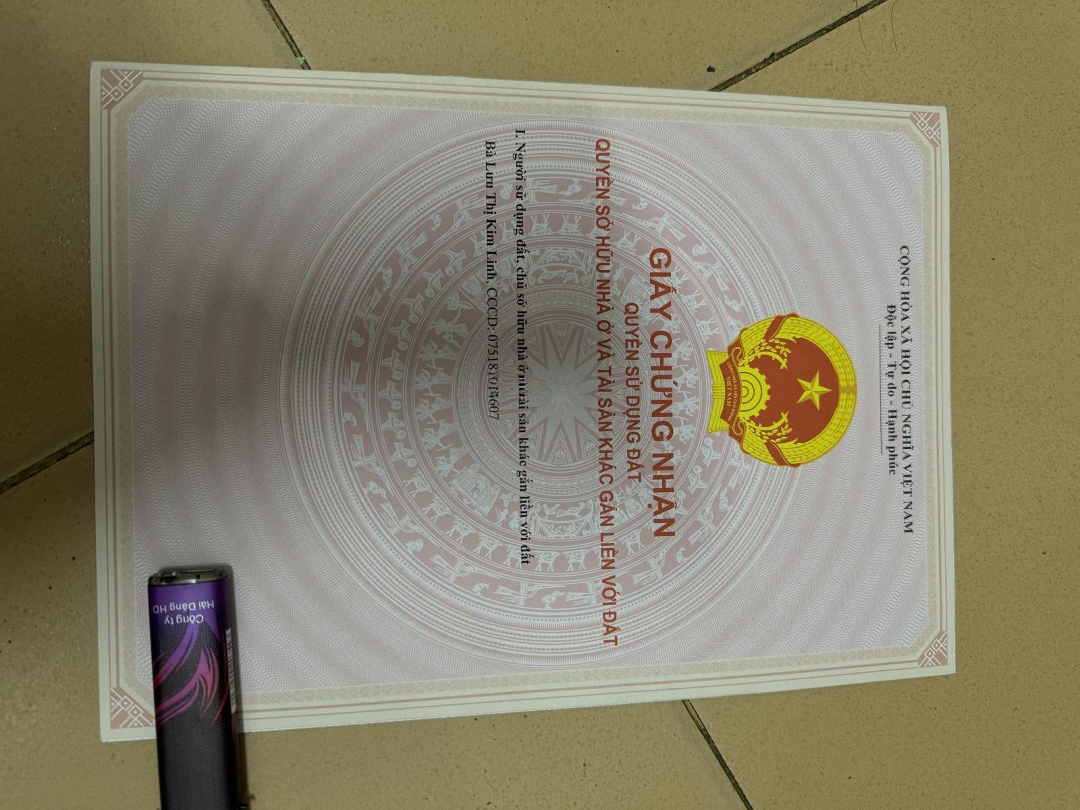 CỘNG HÒA XÃ HỘI CHỦ NGHĨA VIỆT NAM
Độc lập - Tự do - Hạnh phúc
GIẤY CHỨNG NHẬN
QUYỀN SỬ DỤNG ĐẤT
QUYỀN SỞ HỮU NHÀ Ở VÀ TÀI SẢN KHÁC GẮN LIỀN VỚI ĐẤT
I. Người sử dụng đất, chủ sở hữu nhà ở và tài sản khác gắn liền với đất
Bà Lưu Thị Kim Linh, CCCD:
Công ty
Hải Đăng HD